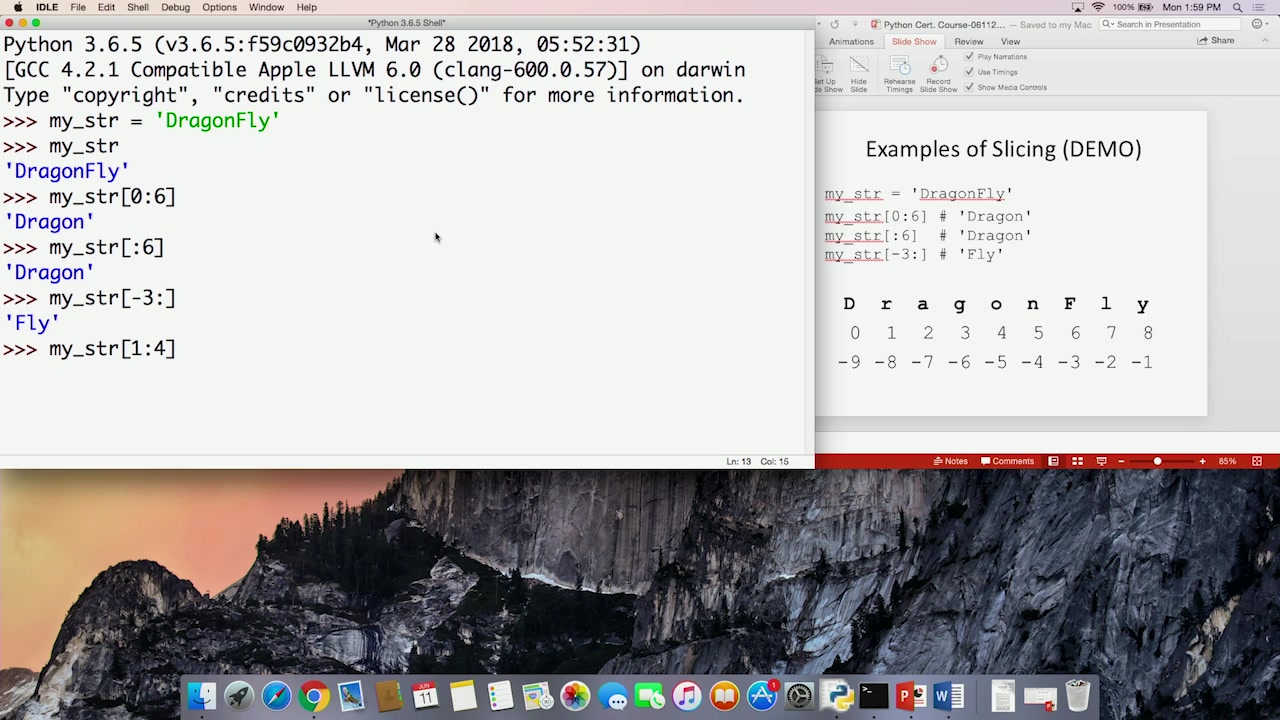 IDLE File Edit Shell Debug Options Window Help
100% Mon 1:59 PM
*Python 3.6.5 Shell*
Python 3.6.5 (v3.6.5:f59c0932b4, Mar 28 2018, 05:52:31)
[GCC 4.2.1 Compatible Apple LLVM 6.0 (clang-600.0.57)] on darwin
Type "copyright", "credits" or "license()" for more information.
>>> my_str = 'DragonFly'
>>> my_str
'DragonFly'
>>> my_str[0:6]
'Dragon'
>>> my_str[:6]
'Dragon'
>>> my_str[-3:]
'Fly'
>>> my_str[1:4]
Ln: 13 Col: 15
Python Cert. Course-06112... — Saved to my Mac
Search in Presentation
Animations Slide Show Review View Share
Set Up
Slide Show
Hide
Slide
Rehearse
Timings
Record
Slide Show
Play Narrations
Use Timings
Show Media Controls
Examples of Slicing (DEMO)
my_str = 'DragonFly'
my_str[0:6] # 'Dragon'
my_str[:6] # 'Dragon'
my_str[-3:] # 'Fly'
D r a g o n F l y
0 1 2 3 4 5 6 7 8
-9 -8 -7 -6 -5 -4 -3 -2 -1
Notes Comments 85%
JUN
11
1